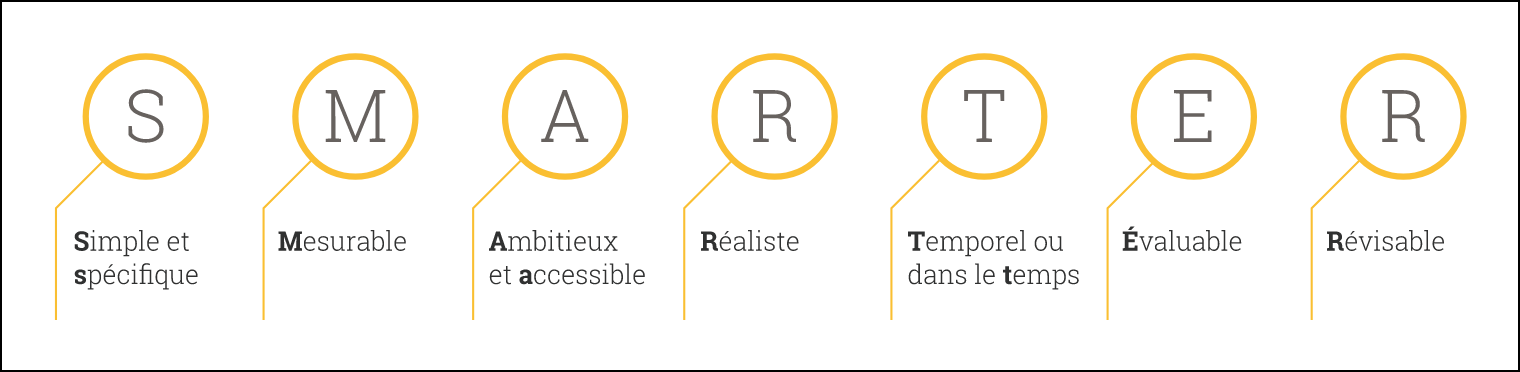 S M A R T E R
Simple et
spécifique
Mesurable
Ambitieux
et accessible
Réaliste
Temporel ou
dans le temps
Évaluable
Révisable